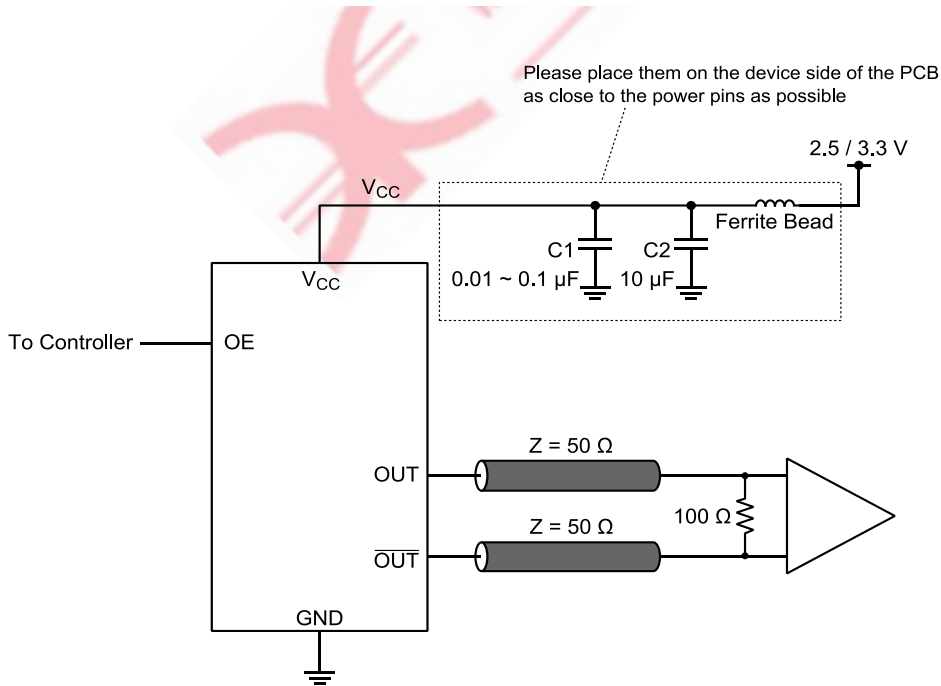 Please place them on the device side of the PCB
as close to the power pins as possible
2.5 / 3.3 V
VCC
Ferrite Bead
C1
C2
0.01 ~ 0.1 µF
10 µF
VCC
To Controller
OE
Z = 50 Ω
OUT
100 Ω
Z = 50 Ω
OUT
GND